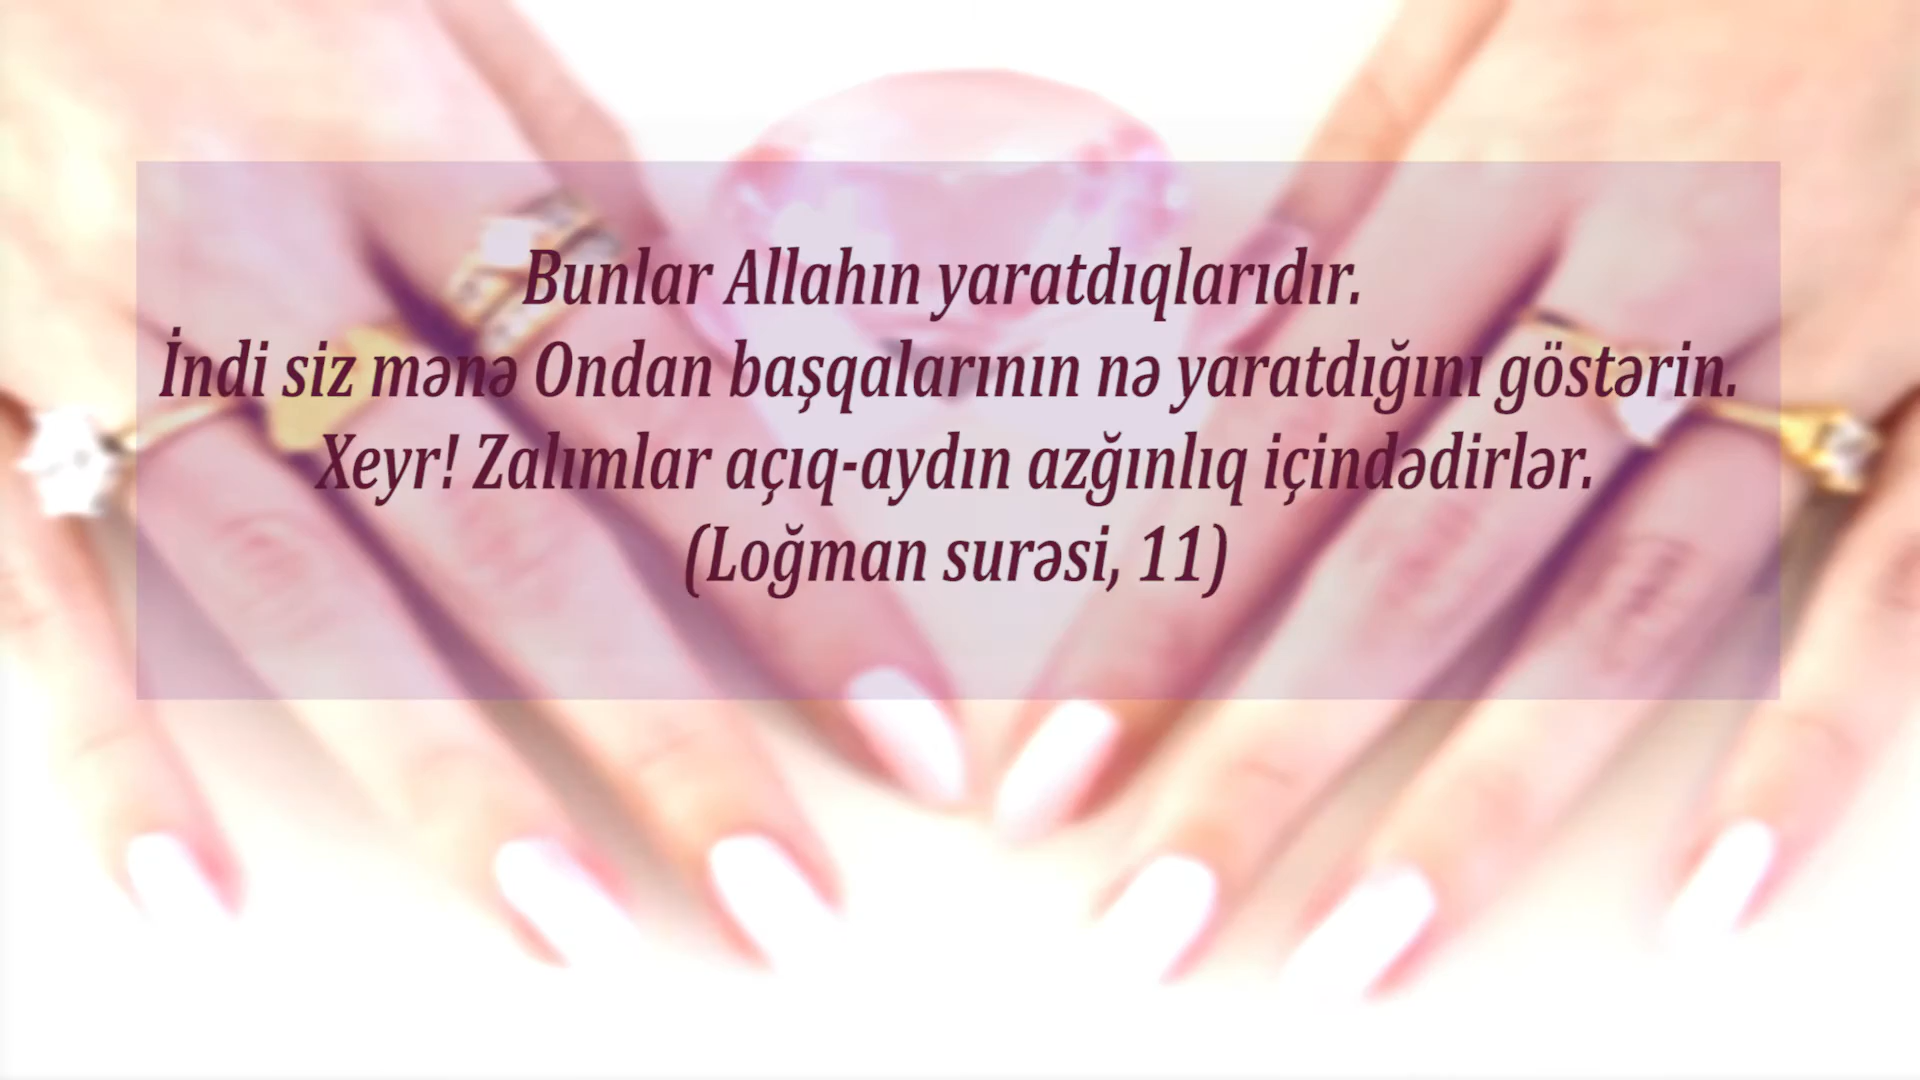 Bunlar Allahın yaratdıqlarıdır.
İndi siz mənə Ondan başqalarının nə yaratdığını göstərin.
Xeyr! Zalımlar açıq-aydın azğınlıq içindədirlər.
(Loğman surəsi, 11)